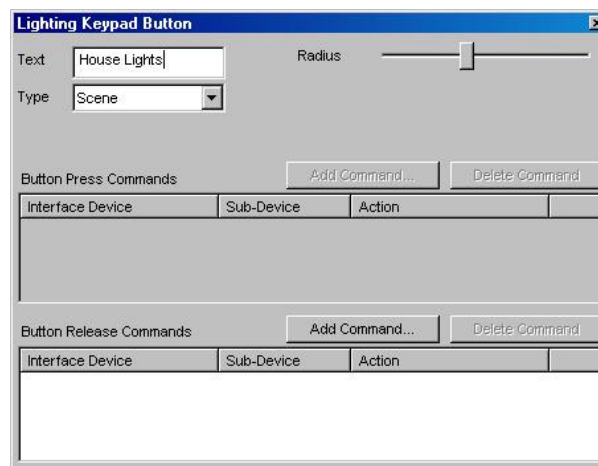 Lighting Keypad Button
Text House Lights Radius
Type Scene
Button Press Commands Add Command... Delete Command
Interface Device Sub-Device Action
Button Release Commands Add Command... Delete Command
Interface Device Sub-Device Action